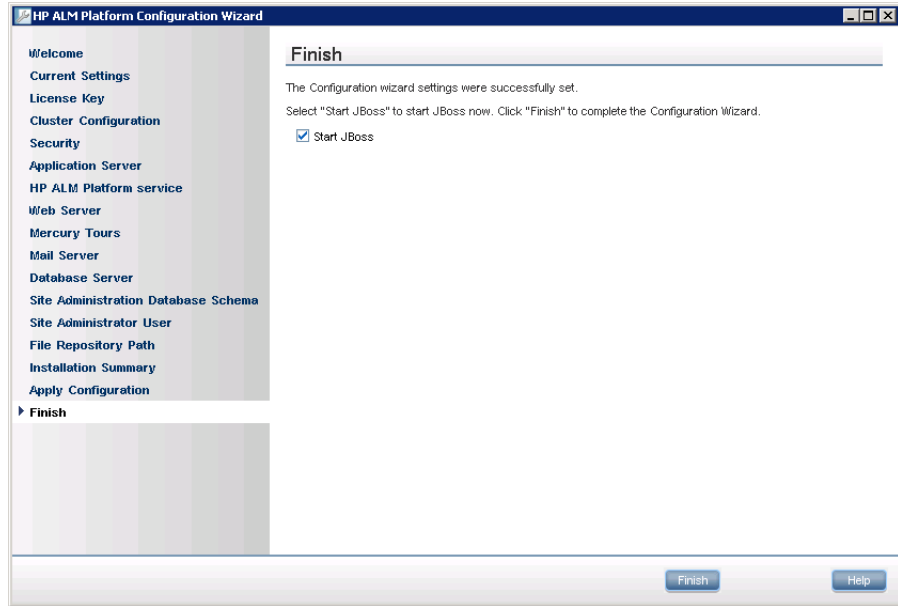 HP ALM Platform Configuration Wizard
Welcome
Current Settings
License Key
Cluster Configuration
Security
Application Server
HP ALM Platform service
Web Server
Mercury Tours
Mail Server
Database Server
Site Administration Database Schema
Site Administrator User
File Repository Path
Installation Summary
Apply Configuration
Finish
Finish
The Configuration wizard settings were successfully set.
Select "Start JBoss" to start JBoss now. Click "Finish" to complete the Configuration Wizard.
Start JBoss
Finish
Help